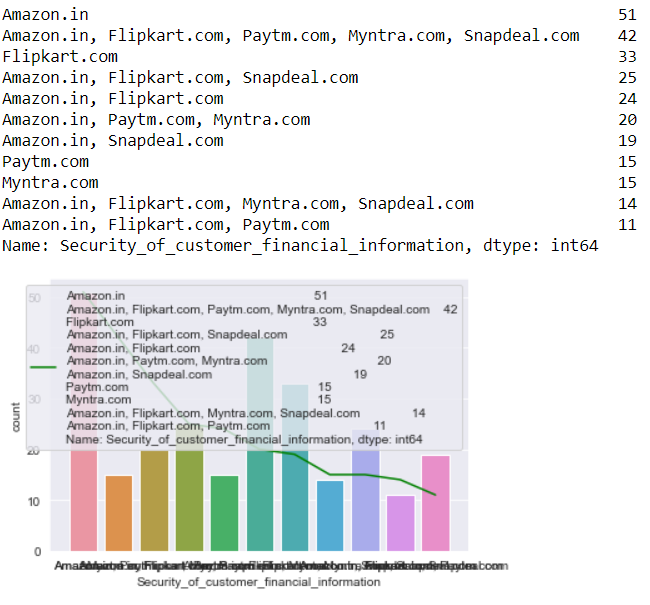 Amazon.in 51
Amazon.in, Flipkart.com, Paytm.com, Myntra.com, Snapdeal.com 42
Flipkart.com 33
Amazon.in, Flipkart.com, Snapdeal.com 25
Amazon.in, Flipkart.com 24
Amazon.in, Paytm.com, Myntra.com 20
Amazon.in, Snapdeal.com 19
Paytm.com 15
Myntra.com 15
Amazon.in, Flipkart.com, Myntra.com, Snapdeal.com 14
Amazon.in, Flipkart.com, Paytm.com 11
Name: Security_of_customer_financial_information, dtype: int64
50
40
30
20
10
0
count
Amazon.in 51
Amazon.in, Flipkart.com, Paytm.com, Myntra.com, Snapdeal.com 42
Flipkart.com 33
Amazon.in, Flipkart.com, Snapdeal.com 25
Amazon.in, Flipkart.com 24
Amazon.in, Paytm.com, Myntra.com 20
Amazon.in, Snapdeal.com 19
Paytm.com 15
Myntra.com 15
Amazon.in, Flipkart.com, Myntra.com, Snapdeal.com 14
Amazon.in, Flipkart.com, Paytm.com 11
Name: Security_of_customer_financial_information, dtype: int64
Security_of_customer_financial_information